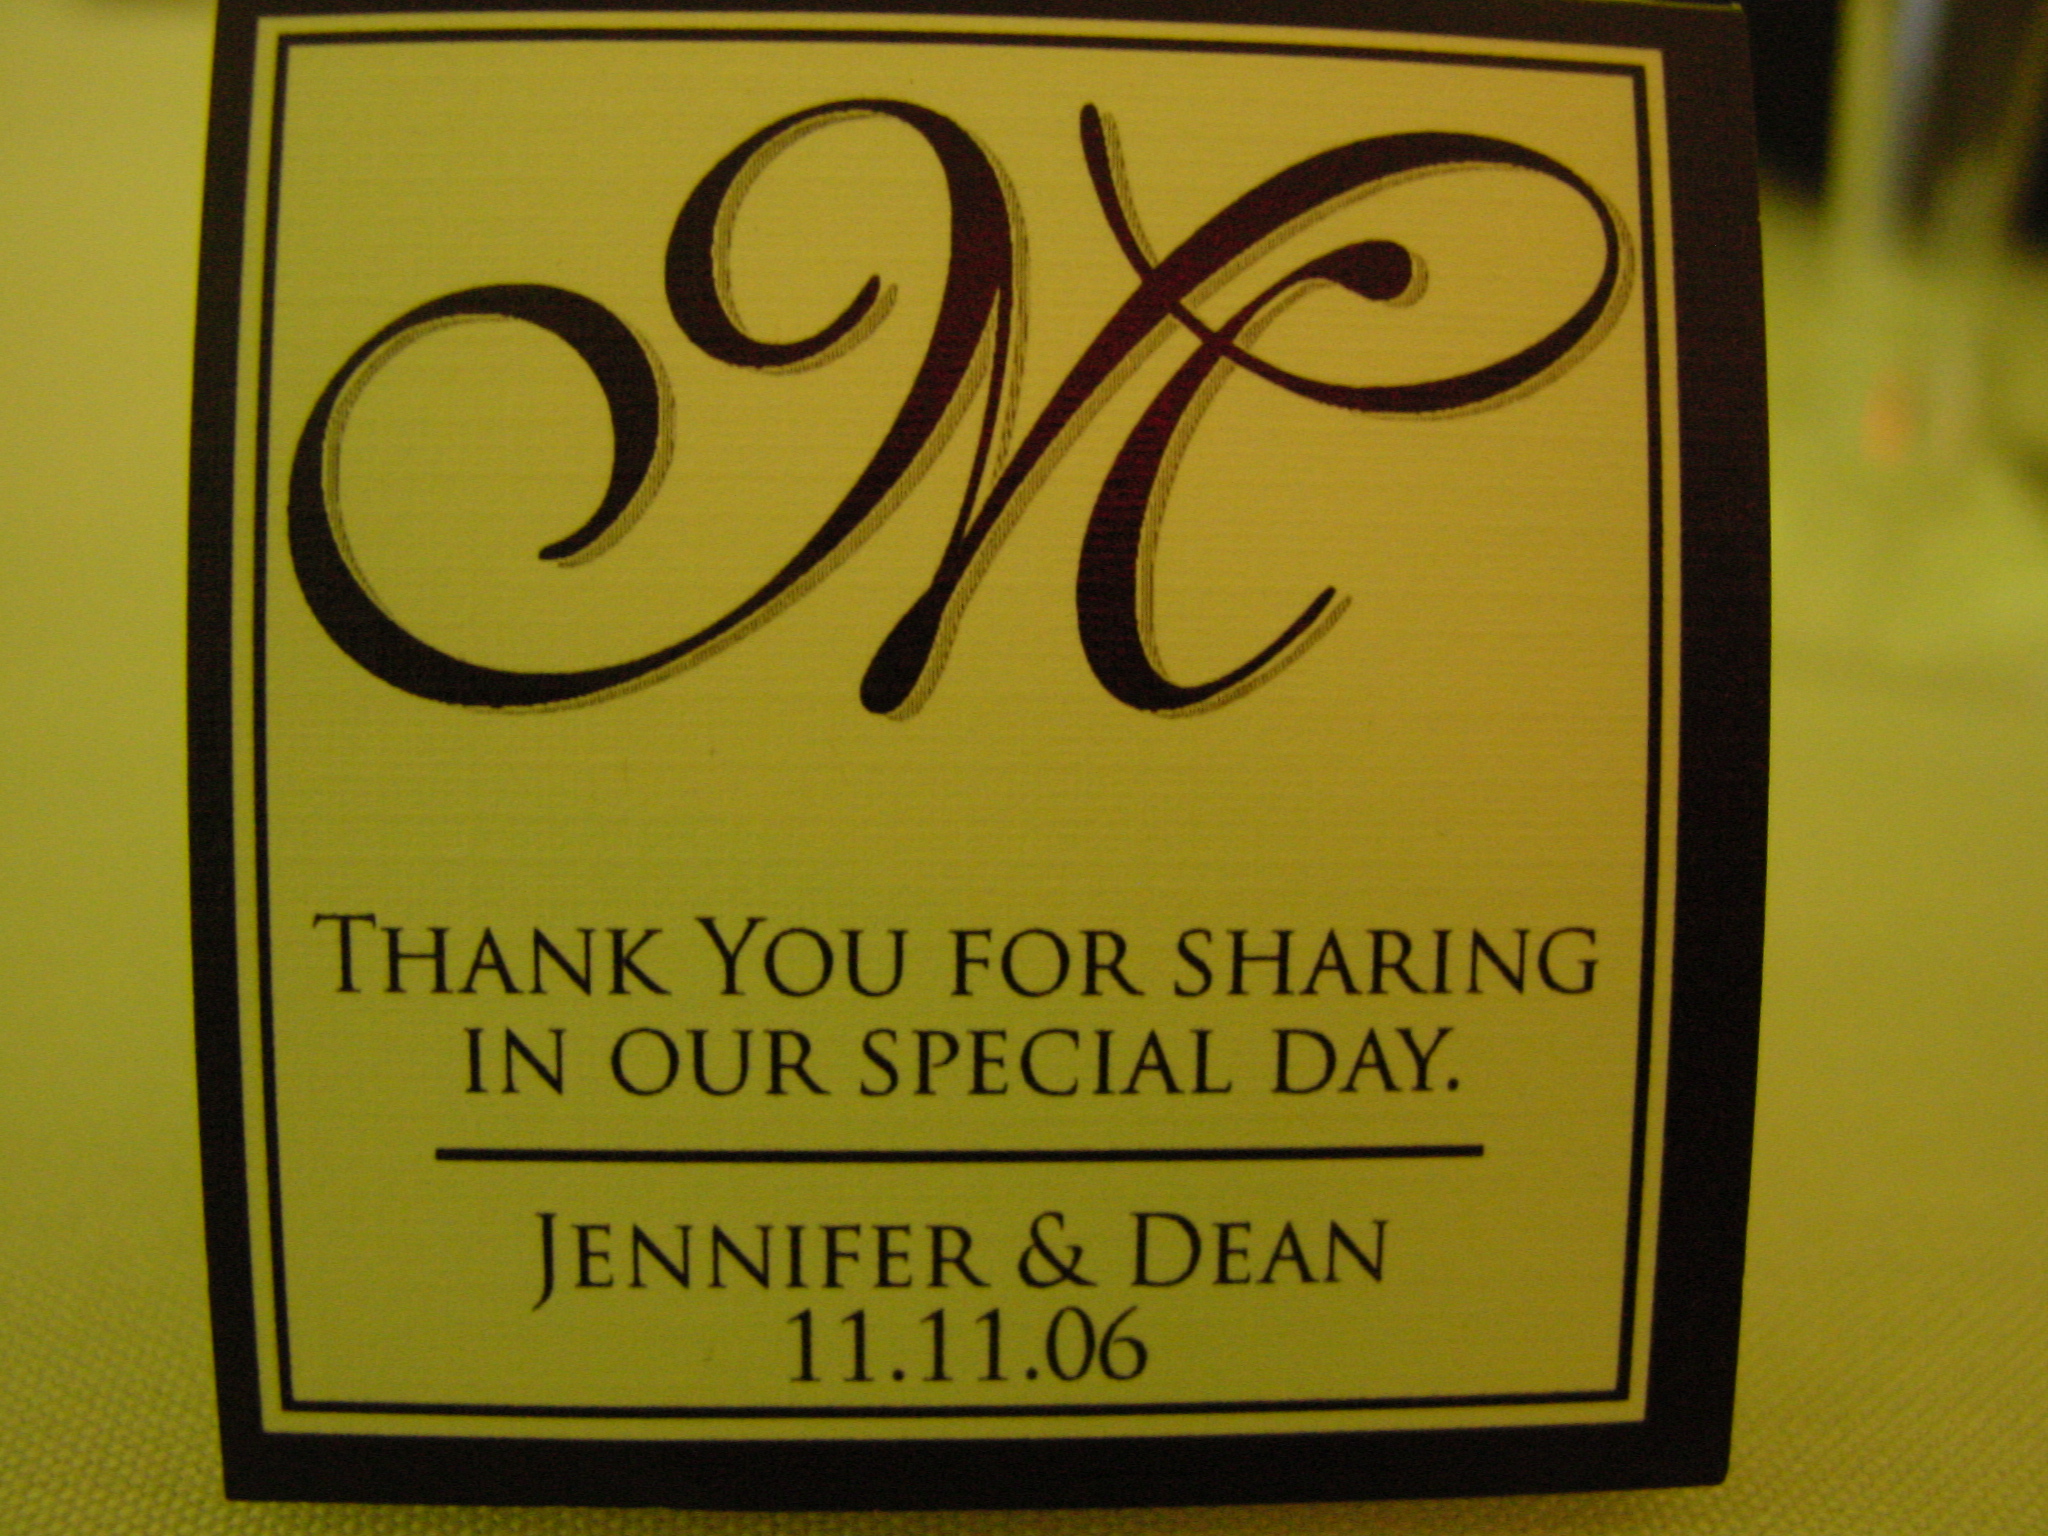 M
THANK YOU FOR SHARING
IN OUR SPECIAL DAY.
JENNIFER & DEAN
11.11.06